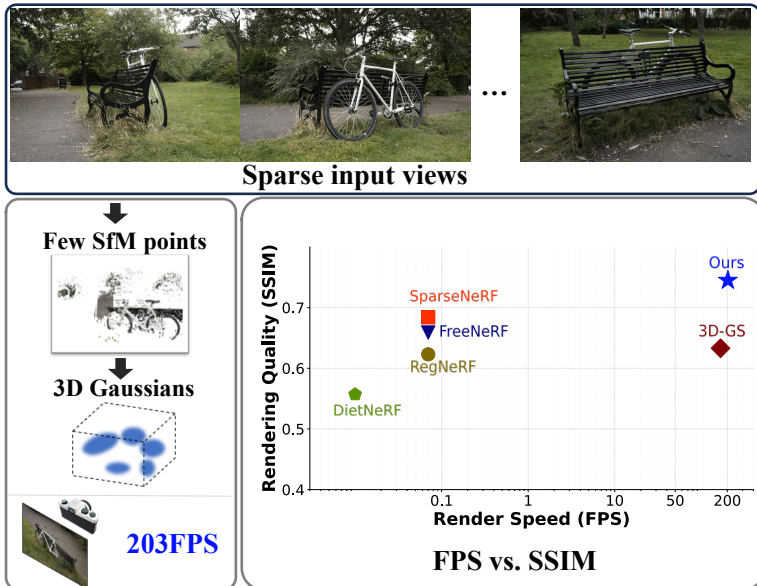 ...
Sparse input views
Few SfM points
3D Gaussians
203FPS
Rendering Quality (SSIM)
0.7
0.6
0.5
0.4
Ours
SparseNeRF
FreeNeRF
3D-GS
RegNeRF
DietNeRF
0.1 1 10 50 200
Render Speed (FPS)
FPS vs. SSIM